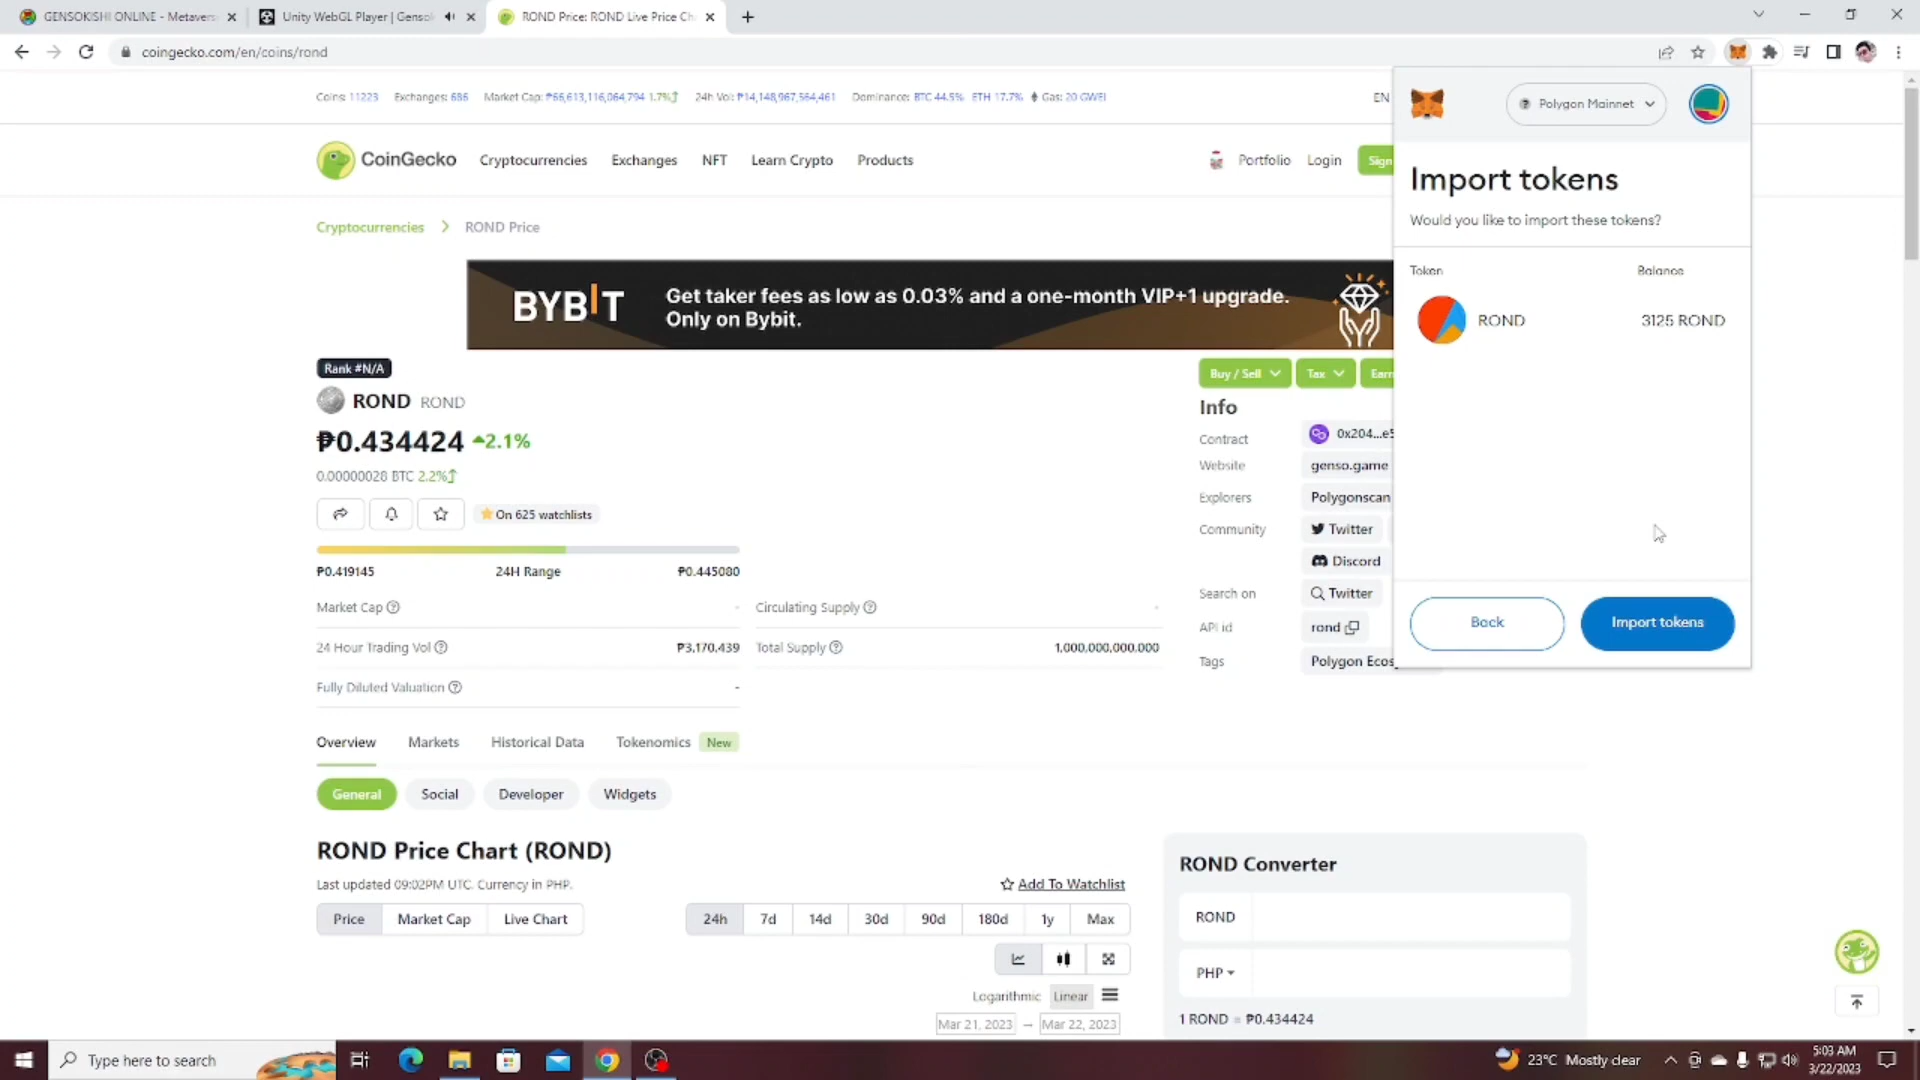 GENSOKISHI ONLINE - Metavers
Unity WebGL Player | Genso
ROND Price: ROND Live Price Ch
coingecko.com/en/coins/rond
Coins: 11223 Exchanges: 686 Market Cap: ₱66,613,116,064,794 1.7% 24h Vol: ₱14,148,967,564,461 Dominance: BTC 44.5% ETH 17.7% Gas: 20 GWEI
EN
CoinGecko
Cryptocurrencies Exchanges NFT Learn Crypto Products
Portfolio Login Sign
Cryptocurrencies > ROND Price
BYBIT
Get taker fees as low as 0.03% and a one-month VIP+1 upgrade.
Only on Bybit.
Rank #N/A
ROND ROND
₱0.434424 2.1%
0.00000028 BTC 2.2%
On 625 watchlists
₱0.419145 24H Range ₱0.445080
Market Cap -
24 Hour Trading Vol ₱3,170,439
Fully Diluted Valuation -
Circulating Supply -
Total Supply 1,000,000,000,000
Buy / Sell Tax Earn
Info
Contract 0x204...e5
Website genso.game
Explorers Polygonscan
Community Twitter
Discord
Search on Twitter
API id rond
Tags Polygon Ecos
Polygon Mainnet
Import tokens
Would you like to import these tokens?
Token Balance
ROND 3125 ROND
Back Import tokens
Overview Markets Historical Data Tokenomics New
General Social Developer Widgets
ROND Price Chart (ROND)
Last updated 09:02PM UTC. Currency in PHP.
Add To Watchlist
Price Market Cap Live Chart
24h 7d 14d 30d 90d 180d 1y Max
Logarithmic Linear
Mar 21, 2023 → Mar 22, 2023
ROND Converter
ROND
PHP
1 ROND = ₱0.434424
Type here to search
23°C Mostly clear
5:03 AM
3/22/2023